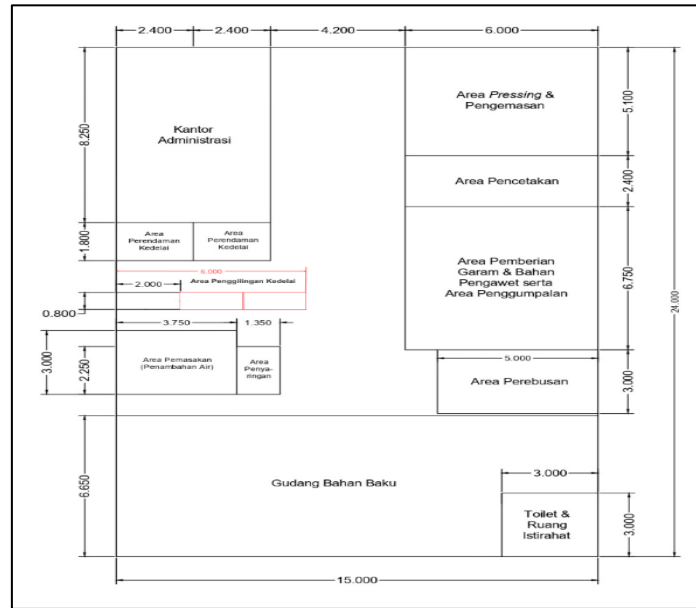 2.400
2.400
4.200
6.000
8.250
Kantor
Administrasi
Area Pressing &
Pengemasan
5.100
Area Pencetakan
2.400
1.800
Area
Perendaman
Kedelai
Area
Perendaman
Kedelai
Area Pemberian
Garam & Bahan
Pengawet serta
Area Penggumpalan
6.750
24.000
6.000
2.000
Area Penggilingan Kedelai
0.800
3.750
1.350
3.000
2.250
Area Pemasakan
(Penambahan Air)
Area
Penya-
ringan
5.000
Area Perebusan
3.000
6.650
Gudang Bahan Baku
3.000
Toilet &
Ruang
Istirahat
3.000
15.000